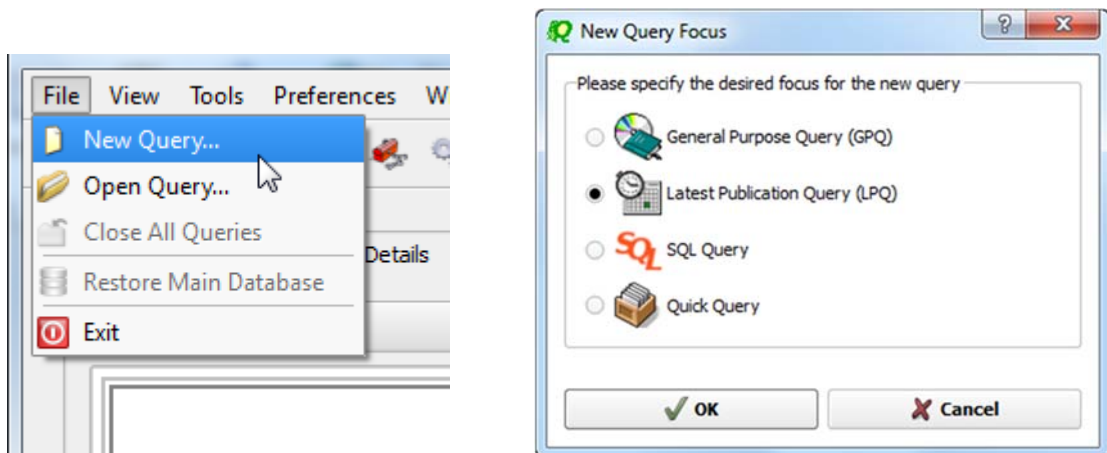 File View Tools Preferences
New Query...
Open Query...
Close All Queries
Details
Restore Main Database
Exit
New Query Focus
Please specify the desired focus for the new query
General Purpose Query (GPQ)
Latest Publication Query (LPQ)
SQL SQL Query
Quick Query
OK Cancel